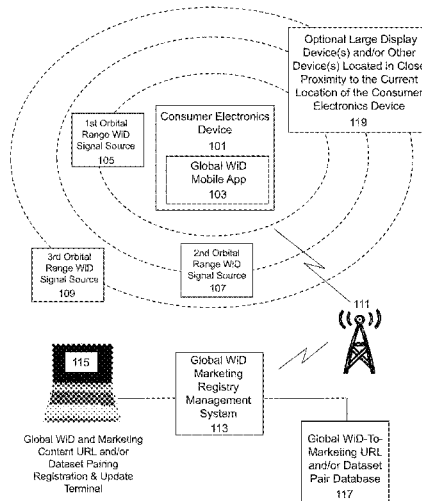 Optional Large Display
Device(s) and/or Other
Device(s) Located in Close
Proximity to the Current
Location of the Consumer
Electronics Device
119
1st Orbital
Range WiD
Signal Source
105
Consumer Electronics
Device
101
Global WiD
Mobile App
103
3rd Orbital
Range WiD
Signal Source
109
2nd Orbital
Range WiD
Signal Source
107
111
115
Global WiD
Marketing
Registry
Management
System
113
Global WiD and Marketing
Content URL and/or
Dataset Pairing
Registration & Update
Terminal
Global WiD-To-
Marketing URL
and/or Dataset
Pair Database
117